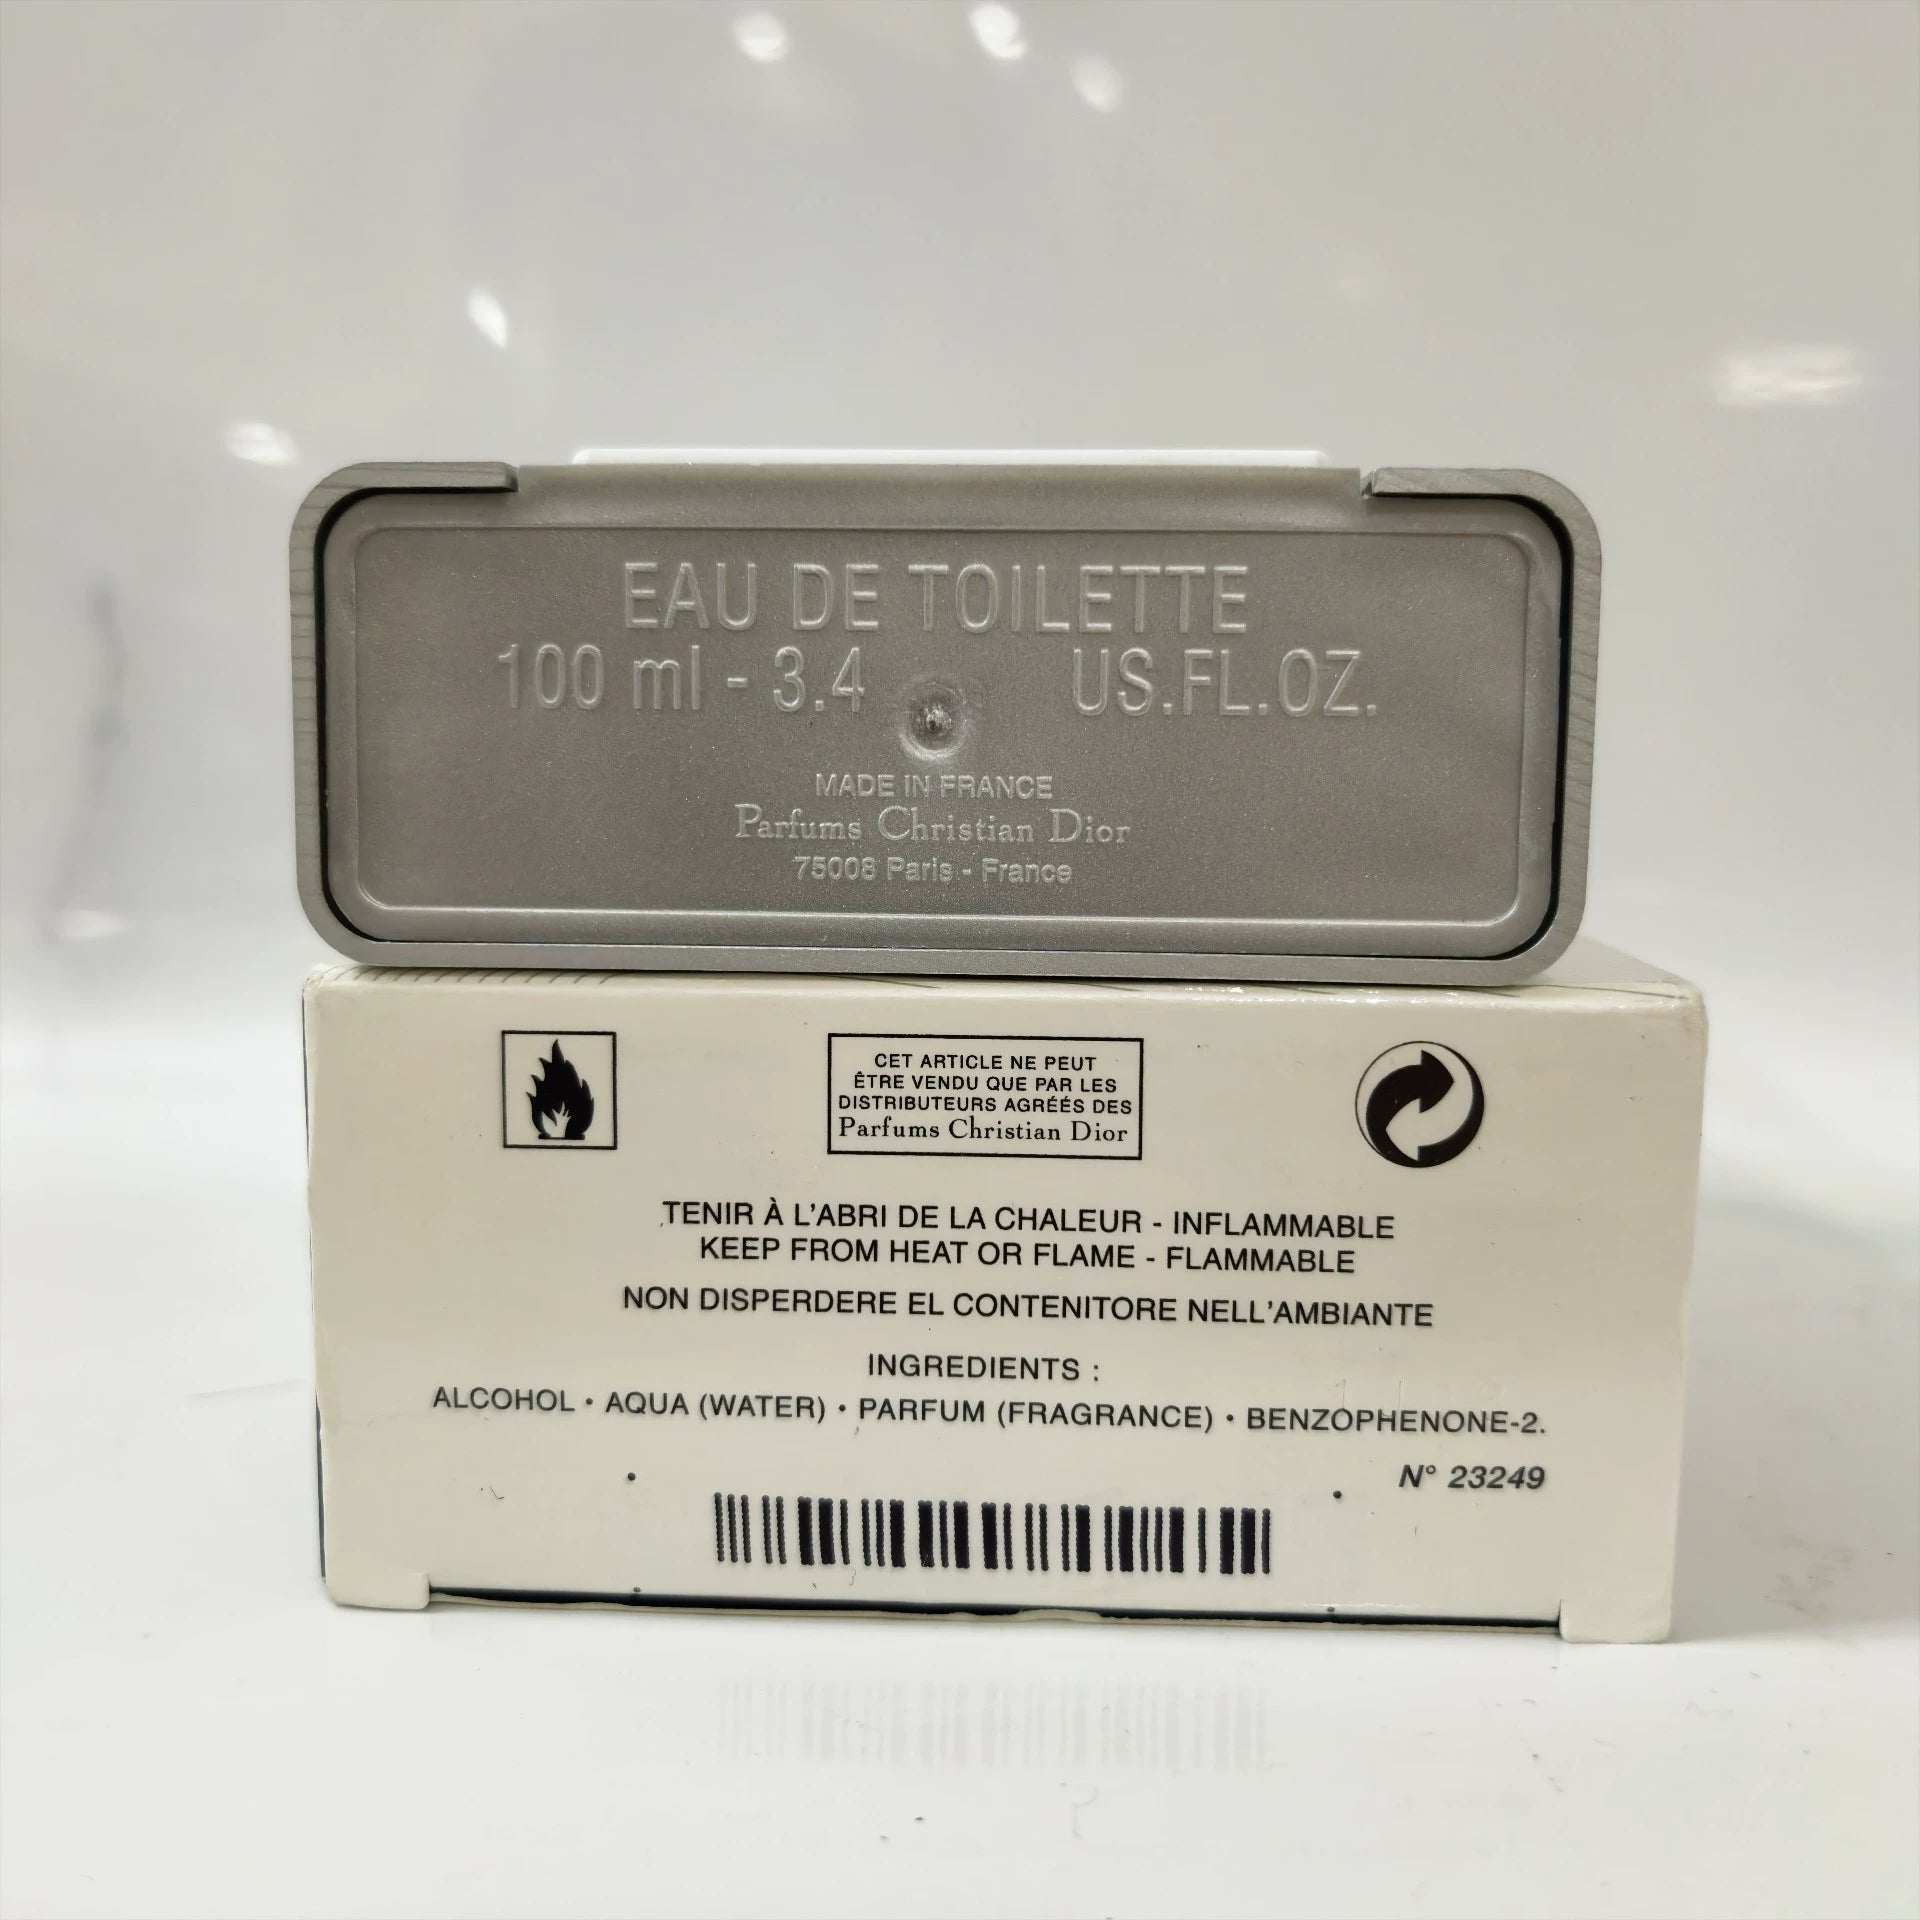 EAU DE TOILETTE
100 ml - 3.4 US.FL.OZ.
MADE IN FRANCE
Parfums Christian Dior
75008 Paris - France
CET ARTICLE NE PEUT
ÊTRE VENDU QUE PAR LES
DISTRIBUTEURS AGRÉÉS DES
Parfums Christian Dior
TENIR À L'ABRI DE LA CHALEUR - INFLAMMABLE
KEEP FROM HEAT OR FLAME - FLAMMABLE
NON DISPERDERE EL CONTENITORE NELL'AMBIANTE
INGREDIENTS :
ALCOHOL • AQUA (WATER) • PARFUM (FRAGRANCE) • BENZOPHENONE-2.
N° 23249